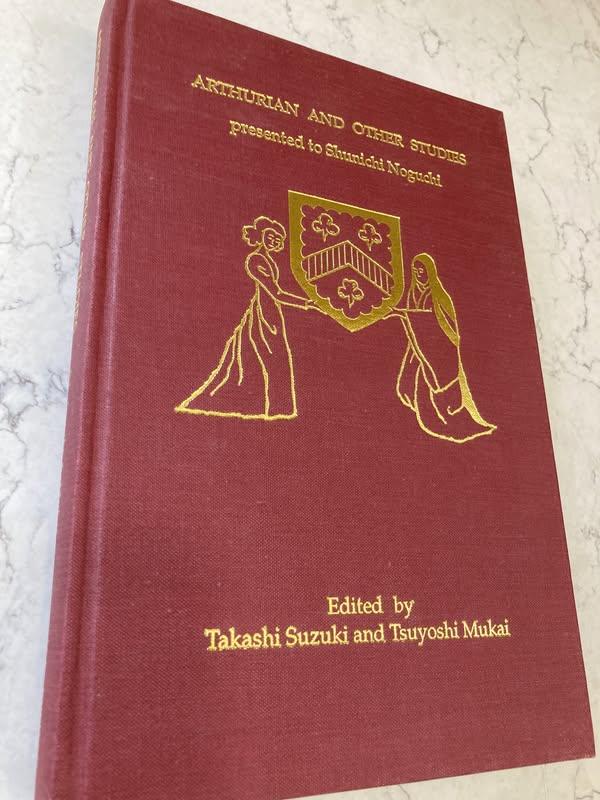 ARTHURIAN AND OTHER STUDIES
presented to Shunichi Noguchi
Edited by
Takashi Suzuki and Tsuyoshi Mukai